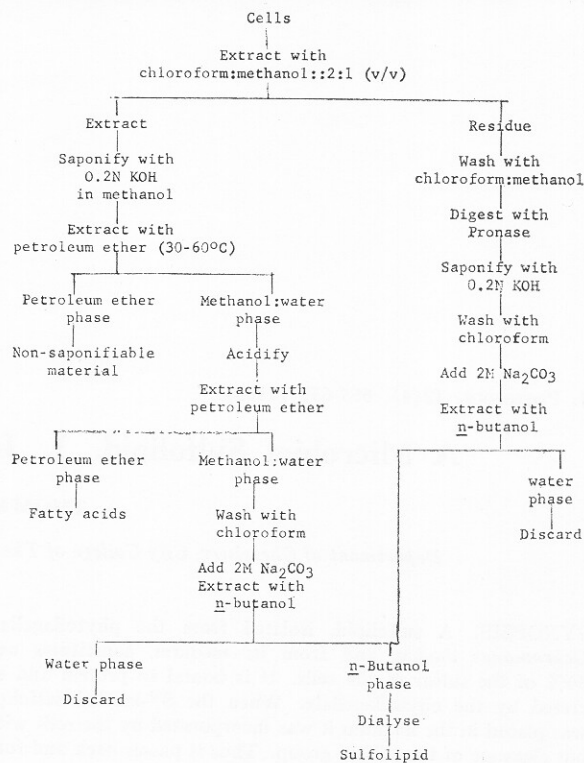 Cells
Extract with
chloroform:methanol::2:1 (v/v)
Extract
Saponify with
0.2N KOH
in methanol
Extract with
petroleum ether (30-60°C)
Petroleum ether
phase
Non-saponifiable
material
Methanol:water
phase
Acidify
Extract with
petroleum ether
Petroleum ether
phase
Fatty acids
Methanol:water
phase
Wash with
chloroform
Add 2M Na₂CO₃
Extract with
n-butanol
Water phase
Discard
Residue
Wash with
chloroform:methanol
Digest with
Pronase
Saponify with
0.2N KOH
Wash with
chloroform
Add 2M Na₂CO₃
Extract with
n-butanol
water
phase
Discard
n-Butanol
phase
Dialyse
Sulfolipid